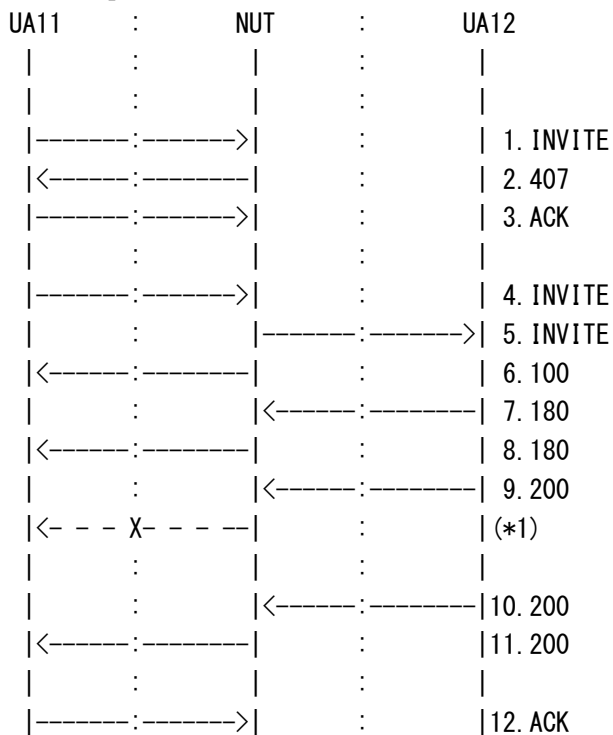 UA11 : NUT : UA12
| : | : |
| : | : |
|-------:------->| : | 1. INVITE
|<------:--------| : | 2. 407
|-------:------->| : | 3. ACK
| : | : |
|-------:------->| : | 4. INVITE
| : |-------:------->| 5. INVITE
|<------:--------| : | 6. 100
| : |<------:--------| 7. 180
|<------:--------| : | 8. 180
| : |<------:--------| 9. 200
|<- - - X- - - --| : |(*1)
| : | : |
| : |<------:--------|10. 200
|<------:--------| : |11. 200
| : | : |
|-------:------->| : |12. ACK